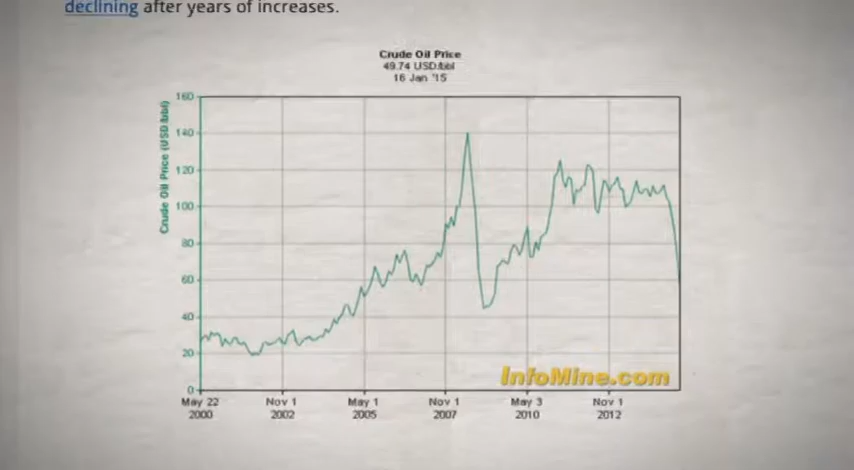 declining after years of increases.
Crude Oil Price
49.74 USD/bbl
16 Jan '15
Crude Oil Price (USD/bbl)
160
140
120
100
80
60
40
20
0
InfoMine.com
May 22 Nov 1 May 1 Nov 1 May 3 Nov 1
2000 2002 2005 2007 2010 2012